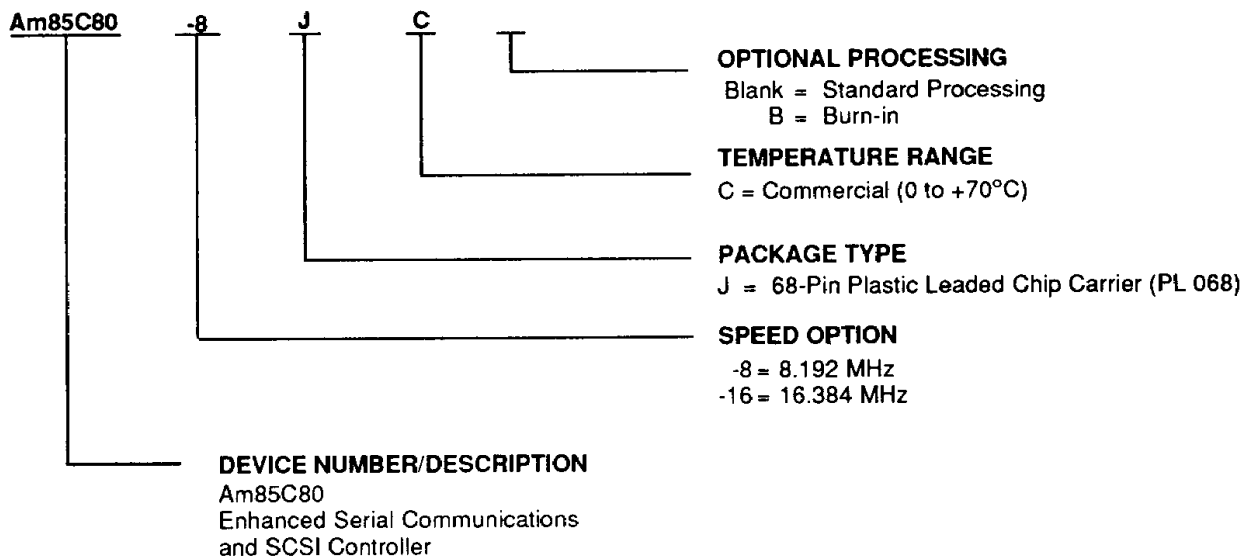 Am85C80 -8 J C
OPTIONAL PROCESSING
Blank = Standard Processing
B = Burn-in
TEMPERATURE RANGE
C = Commercial (0 to +70°C)
PACKAGE TYPE
J = 68-Pin Plastic Leaded Chip Carrier (PL 068)
SPEED OPTION
-8 = 8.192 MHz
-16 = 16.384 MHz
DEVICE NUMBER/DESCRIPTION
Am85C80
Enhanced Serial Communications
and SCSI Controller